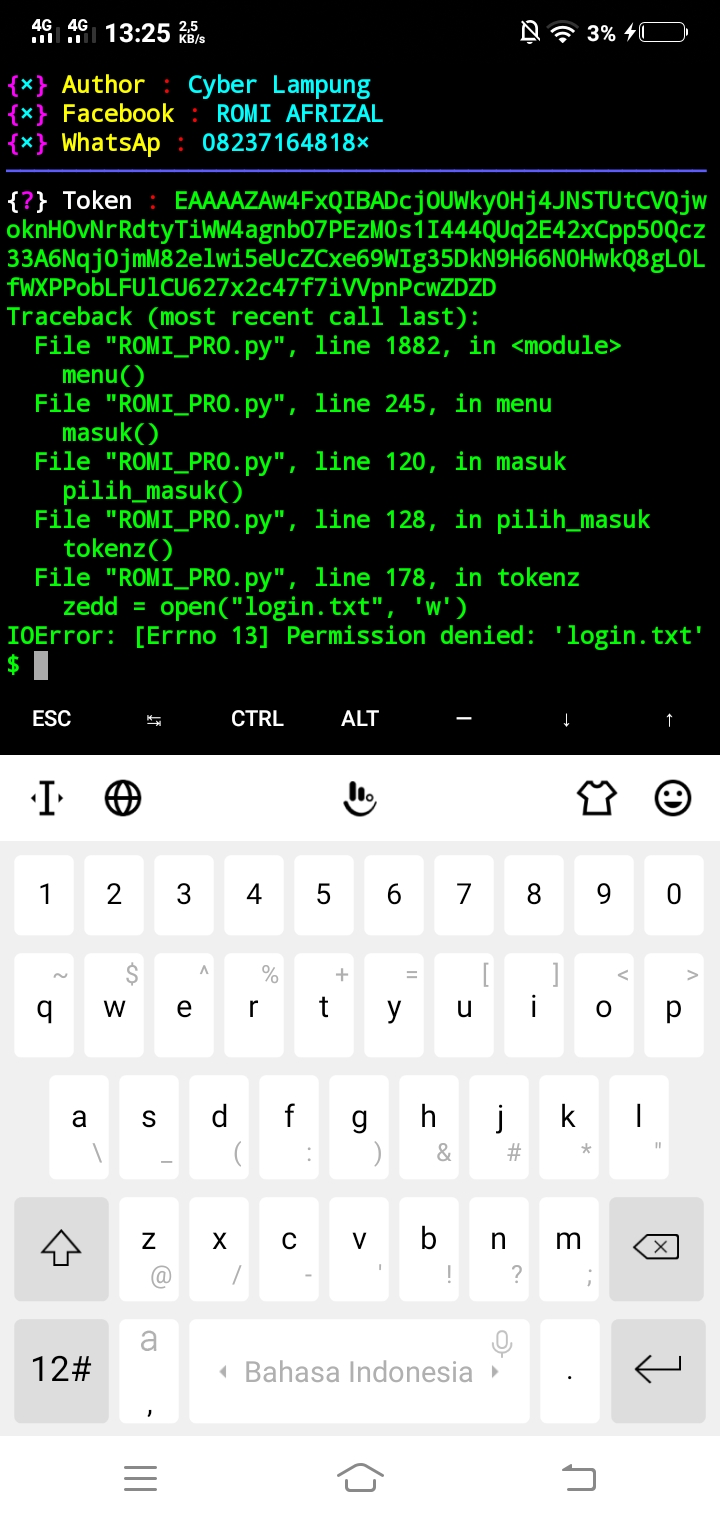 4G 4G 13:25 2,5 KB/s 3%
{×} Author : Cyber Lampung
{×} Facebook : ROMI AFRIZAL
{×} WhatsAp : 08237164818×
{?} Token : EAAAAZAw4FxQIBADcjOUWky0Hj4JNSTUtCVQjw
oknHOvNrRdtyTiWW4agnbO7PEzM0s1I444QUq2E42xCpp50Qcz
33A6NqjOjmM82elwi5eUcZCxe69WIg35DkN9H66N0HwkQ8gL0L
fWXPPobLFUlCU627x2c47f7iVVpnPcwZDZD
Traceback (most recent call last):
  File "ROMI_PRO.py", line 1882, in <module>
    menu()
  File "ROMI_PRO.py", line 245, in menu
    masuk()
  File "ROMI_PRO.py", line 120, in masuk
    pilih_masuk()
  File "ROMI_PRO.py", line 128, in pilih_masuk
    tokenz()
  File "ROMI_PRO.py", line 178, in tokenz
    zedd = open("login.txt", 'w')
IOError: [Errno 13] Permission denied: 'login.txt'
$
ESC ↹ CTRL ALT — ↓ ↑
1 2 3 4 5 6 7 8 9 0
~ $ ^ % + = [ ] < >
q w e r t y u i o p
a s d f g h j k l
\ _ ( : ) & # * "
z x c v b n m
@ / - ' ! ? ;
12# a , Bahasa Indonesia .